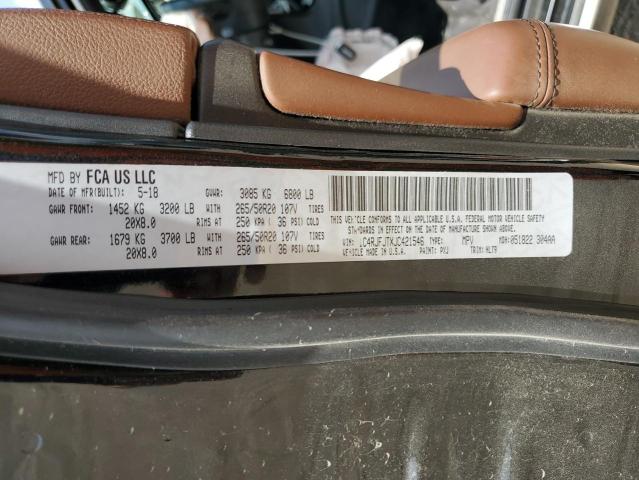 MFD BY FCA US LLC
DATE OF MFR(BUILT): 5-18 GVWR: 3085 KG 6800 LB
GAWR FRONT: 1452 KG 3200 LB WITH 265/50R20 107V TIRES
20X8.0 RIMS AT 250 KPA ( 36 PSI) COLD
GAWR REAR: 1679 KG 3700 LB WITH 265/50R20 107V TIRES
20X8.0 RIMS AT 250 KPA ( 36 PSI) COLD
THIS VEHICLE CONFORMS TO ALL APPLICABLE U.S.A. FEDERAL MOTOR VEHICLE SAFETY
STANDARDS IN EFFECT ON THE DATE OF MANUFACTURE SHOWN ABOVE.
VIN: C4RJFJTKJC421546 TYPE: MPV MDH: 051822 304AA
VEHICLE MADE IN U.S.A. PAINT: PXJ TRIM: HLT9